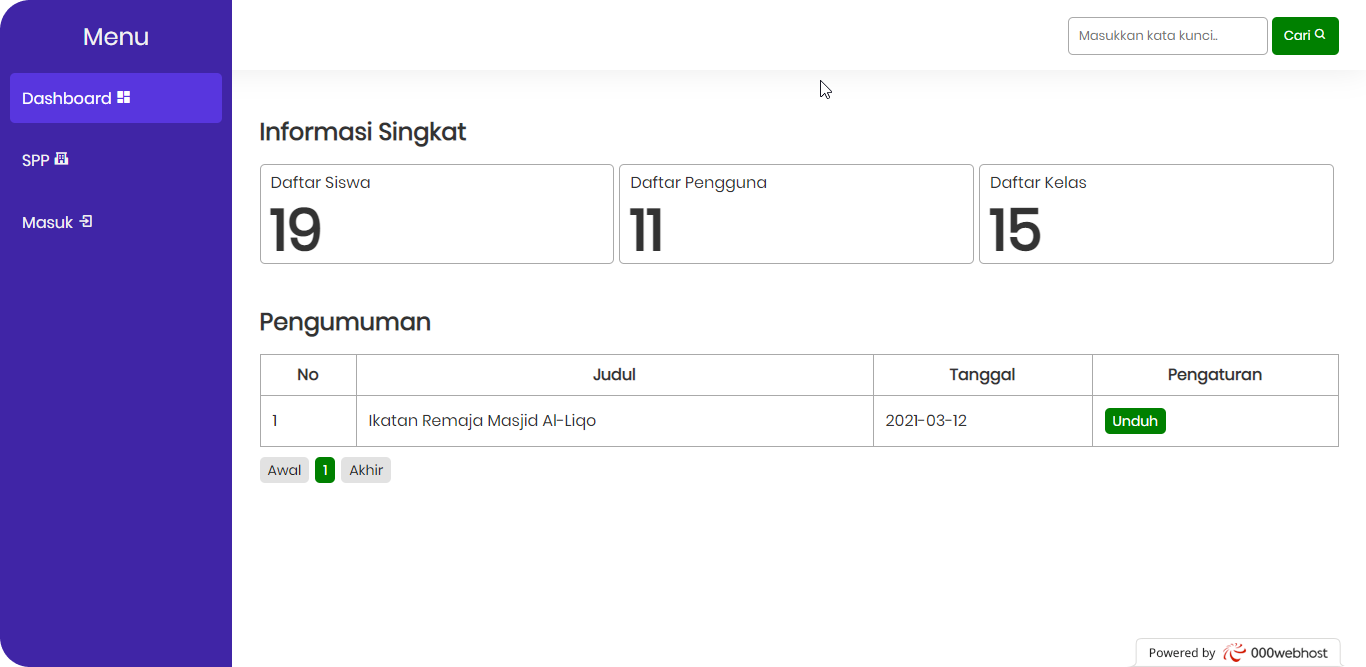 Menu
Dashboard
SPP
Masuk
Masukkan kata kunci..
Cari
Informasi Singkat
Daftar Siswa
19
Daftar Pengguna
11
Daftar Kelas
15
Pengumuman
No Judul Tanggal Pengaturan
1 Ikatan Remaja Masjid Al-Liqo 2021-03-12 Unduh
Awal 1 Akhir
Powered by 000webhost